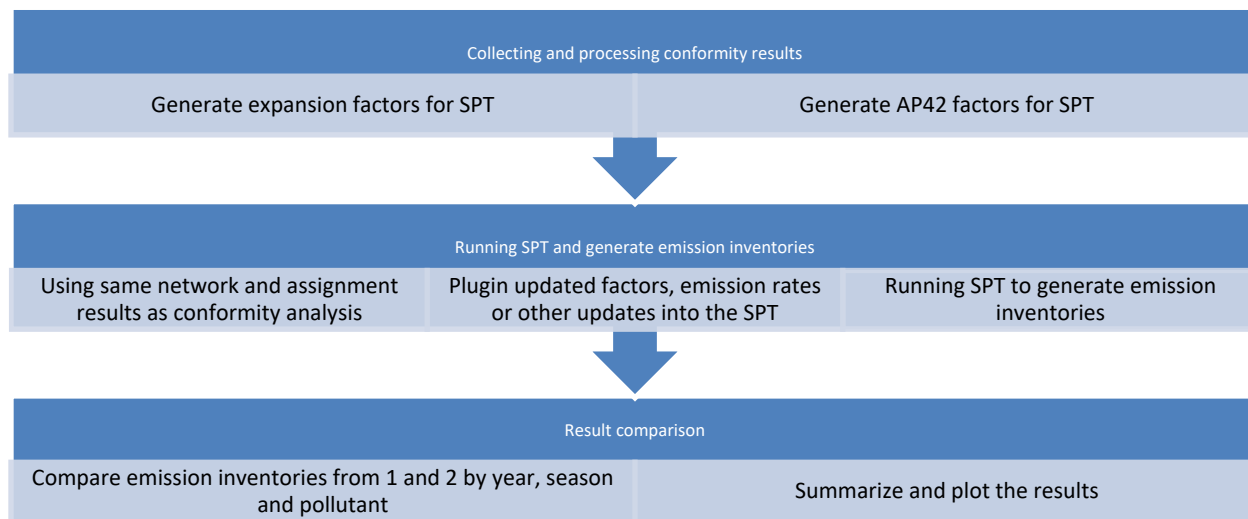 Collecting and processing conformity results
Generate expansion factors for SPT
Generate AP42 factors for SPT
Running SPT and generate emission inventories
Using same network and assignment
results as conformity analysis
Plugin updated factors, emission rates
or other updates into the SPT
Running SPT to generate emission
inventories
Result comparison
Compare emission inventories from 1 and 2 by year, season
and pollutant
Summarize and plot the results